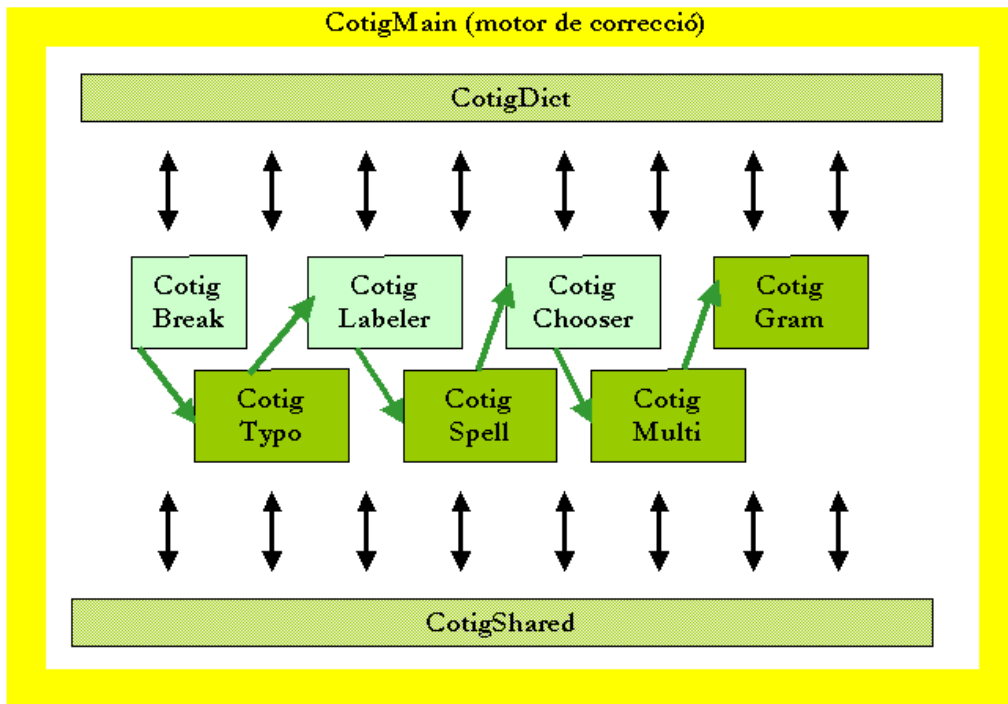 CotigMain (motor de correcció)
CotigDict
Cotig
Break
Cotig
Labeler
Cotig
Chooser
Cotig
Gram
Cotig
Typo
Cotig
Spell
Cotig
Multi
CotigShared